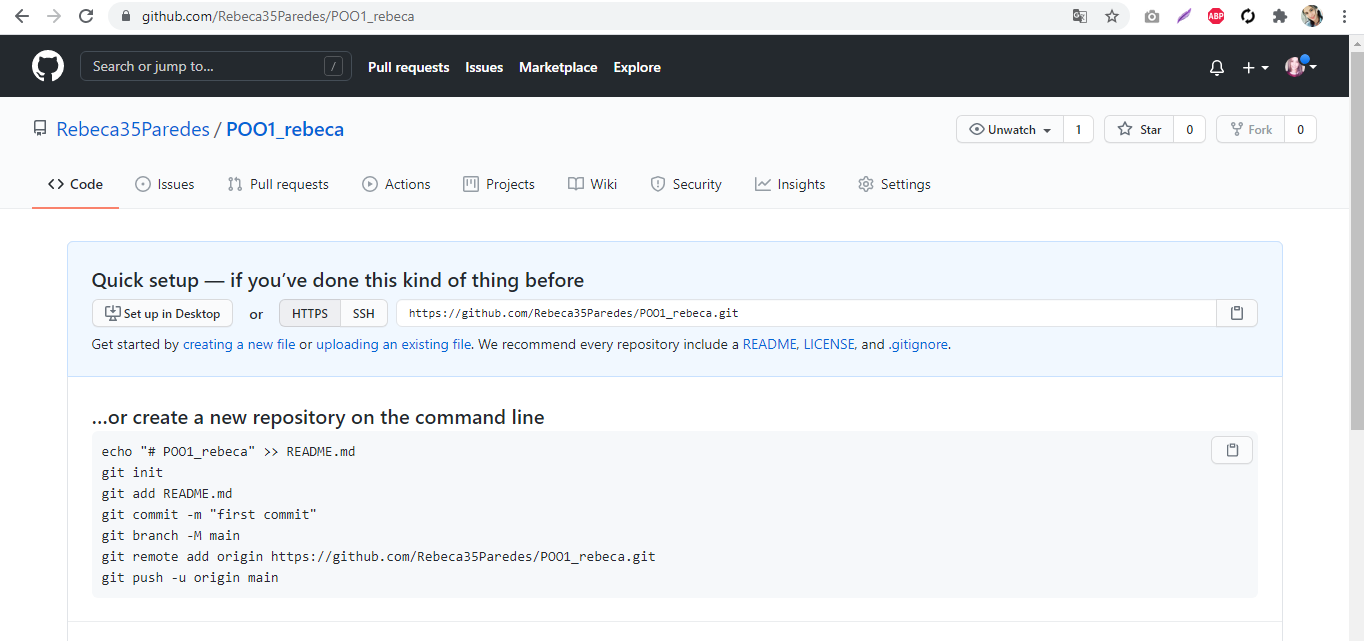 github.com/Rebeca35Paredes/POO1_rebeca
ABP
Search or jump to... /
Pull requests Issues Marketplace Explore
Rebeca35Paredes / POO1_rebeca
Unwatch 1 Star 0 Fork 0
Code Issues Pull requests Actions Projects Wiki Security Insights Settings
Quick setup — if you've done this kind of thing before
Set up in Desktop or HTTPS SSH https://github.com/Rebeca35Paredes/POO1_rebeca.git
Get started by creating a new file or uploading an existing file. We recommend every repository include a README, LICENSE, and .gitignore.
...or create a new repository on the command line
echo "# POO1_rebeca" >> README.md
git init
git add README.md
git commit -m "first commit"
git branch -M main
git remote add origin https://github.com/Rebeca35Paredes/POO1_rebeca.git
git push -u origin main